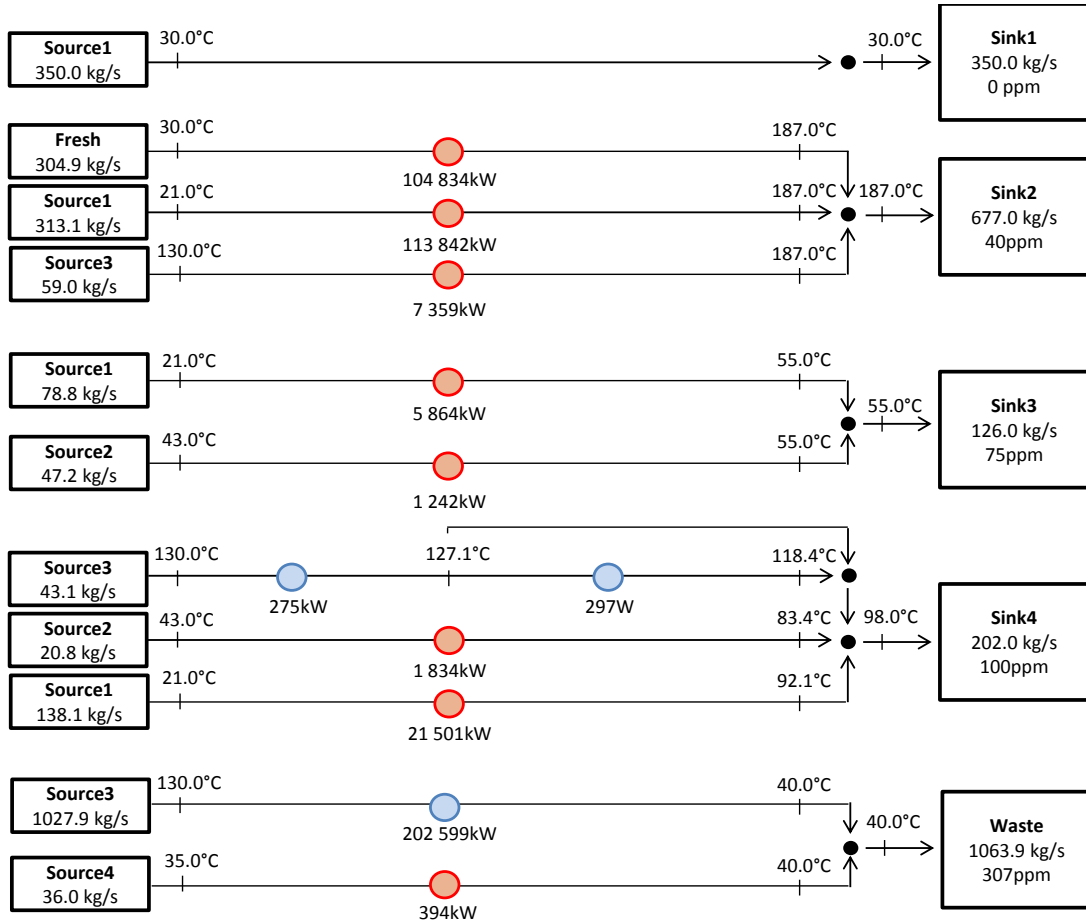 Source1
350.0 kg/s
30.0°C
30.0°C
Sink1
350.0 kg/s
0 ppm
Fresh
304.9 kg/s
30.0°C
104 834kW
187.0°C
Source1
313.1 kg/s
21.0°C
113 842kW
187.0°C
187.0°C
Sink2
677.0 kg/s
40ppm
Source3
59.0 kg/s
130.0°C
7 359kW
187.0°C
Source1
78.8 kg/s
21.0°C
5 864kW
55.0°C
55.0°C
Sink3
126.0 kg/s
75ppm
Source2
47.2 kg/s
43.0°C
1 242kW
55.0°C
Source3
43.1 kg/s
130.0°C
275kW
127.1°C
297W
118.4°C
Source2
20.8 kg/s
43.0°C
1 834kW
83.4°C
98.0°C
Sink4
202.0 kg/s
100ppm
Source1
138.1 kg/s
21.0°C
21 501kW
92.1°C
Source3
1027.9 kg/s
130.0°C
202 599kW
40.0°C
40.0°C
Waste
1063.9 kg/s
307ppm
Source4
36.0 kg/s
35.0°C
394kW
40.0°C